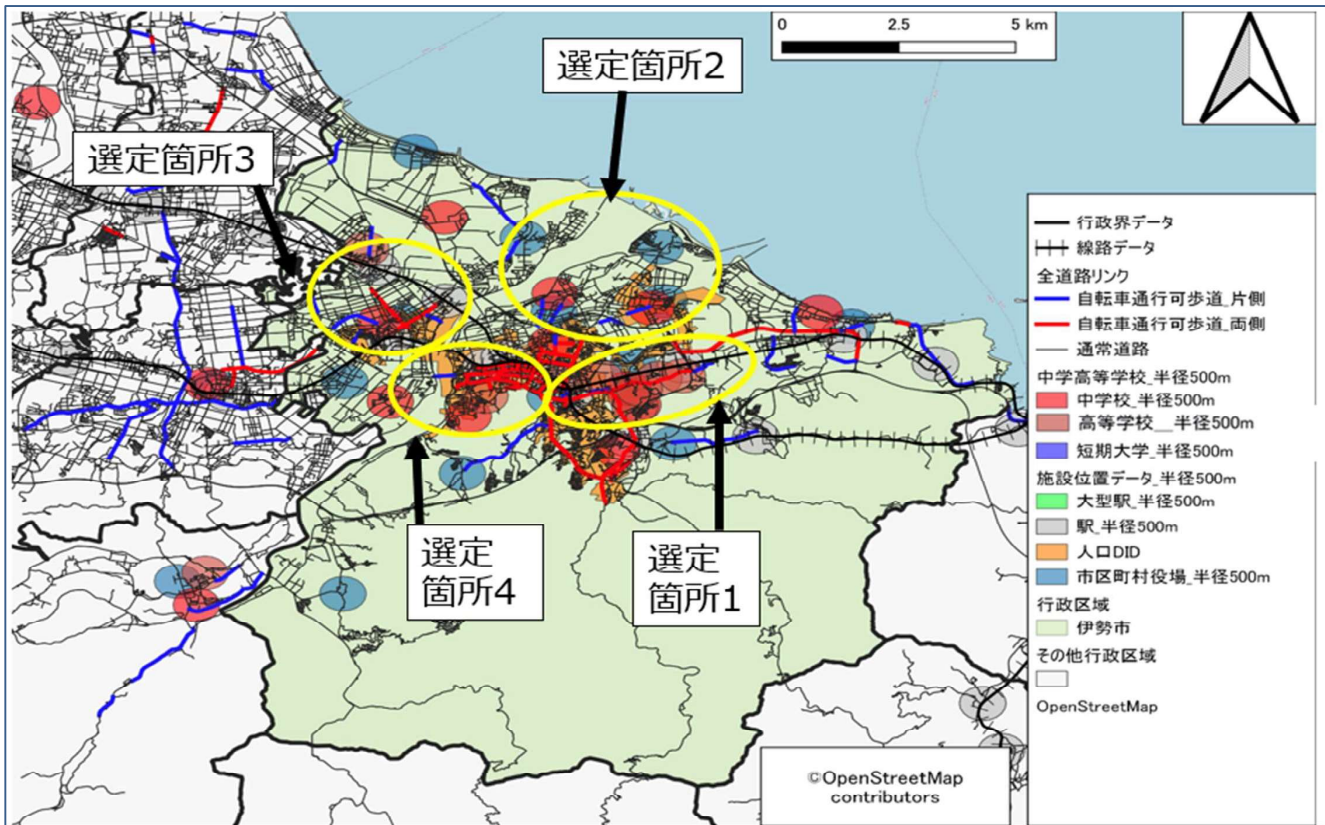 0 2.5 5 km
選定箇所2
選定箇所3
選定
箇所4
選定
箇所1
行政界データ
線路データ
全道路リンク
自転車通行可歩道_片側
自転車通行可歩道_両側
通常道路
中学高等学校_半径500m
中学校_半径500m
高等学校__半径500m
短期大学_半径500m
施設位置データ_半径500m
大型駅_半径500m
駅_半径500m
人口DID
市区町村役場_半径500m
行政区域
伊勢市
その他行政区域
OpenStreetMap
©OpenStreetMap
contributors